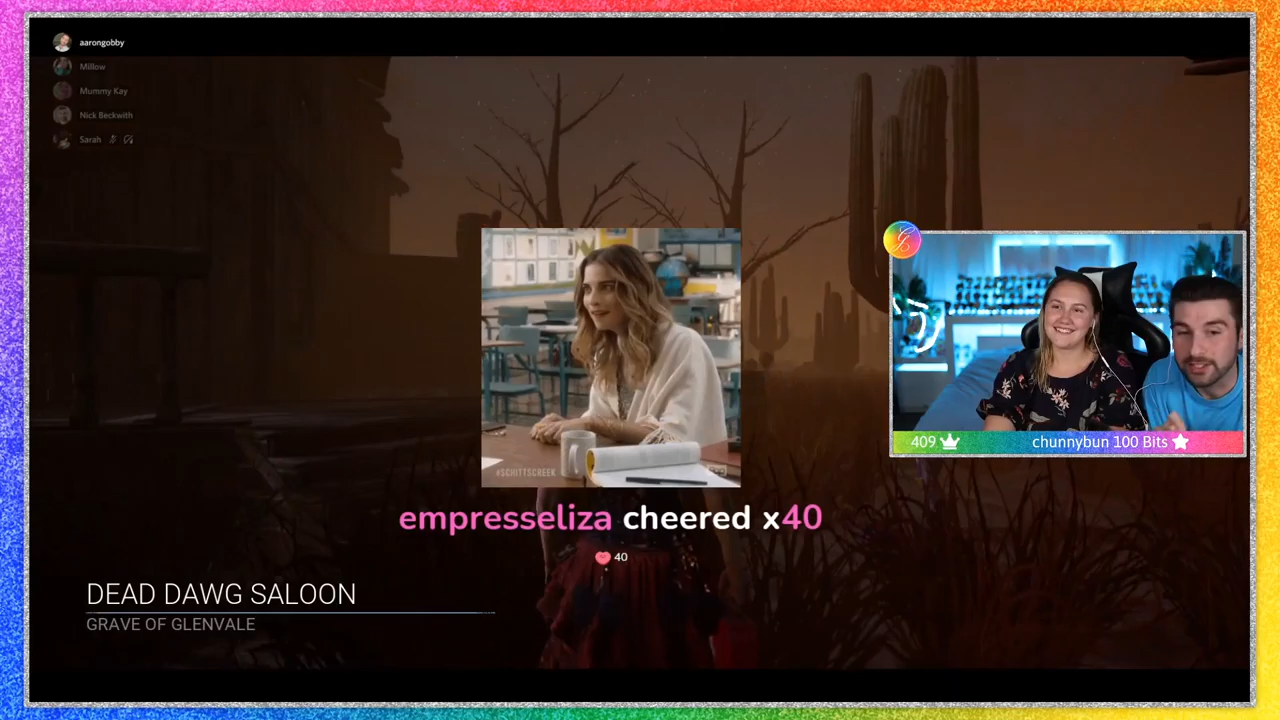 aarongobby
Millow
Mummy Kay
Nick Beckwith
Sarah
#SCHITTSCREEK
409
chunnybun 100 Bits
empresseliza cheered x40
40
DEAD DAWG SALOON
GRAVE OF GLENVALE